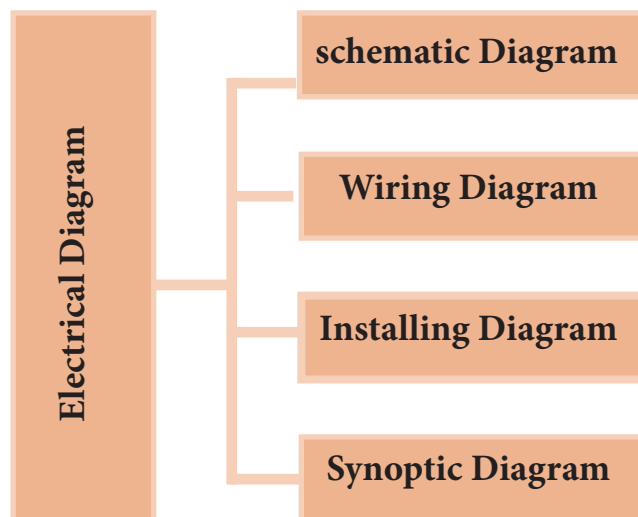 Electrical Diagram
schematic Diagram
Wiring Diagram
Installing Diagram
Synoptic Diagram